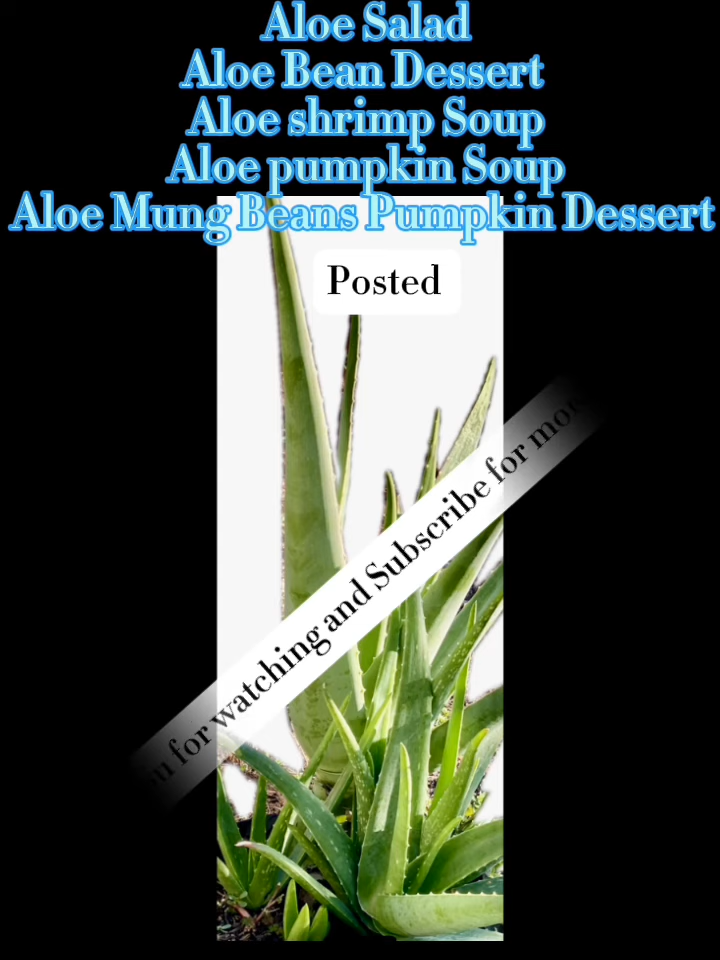 Aloe Salad
Aloe Bean Dessert
Aloe shrimp Soup
Aloe pumpkin Soup
Aloe Mung Beans Pumpkin Dessert
Posted
for watching and Subscribe for